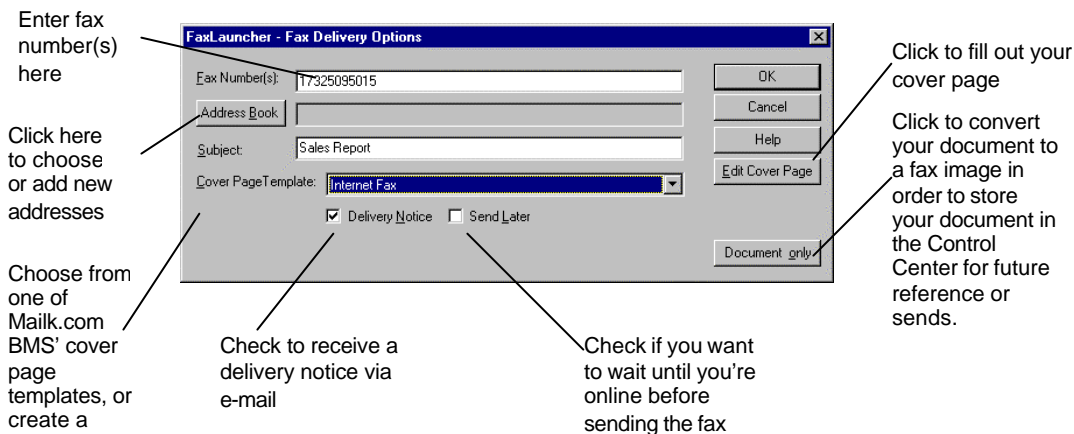 Enter fax
number(s)
here
Click here
to choose
or add new
addresses
Choose from
one of
Mailk.com
BMS' cover
page
templates, or
create a
FaxLauncher - Fax Delivery Options
Fax Number(s):
17325095015
Address Book
Subject:
Sales Report
Cover PageTemplate:
Internet Fax
Delivery Notice
Send Later
OK
Cancel
Help
Edit Cover Page
Document only
Check to receive a
delivery notice via
e-mail
Check if you want
to wait until you're
online before
sending the fax
Click to fill out your
cover page
Click to convert
your document to
a fax image in
order to store
your document in
the Control
Center for future
reference or
sends.